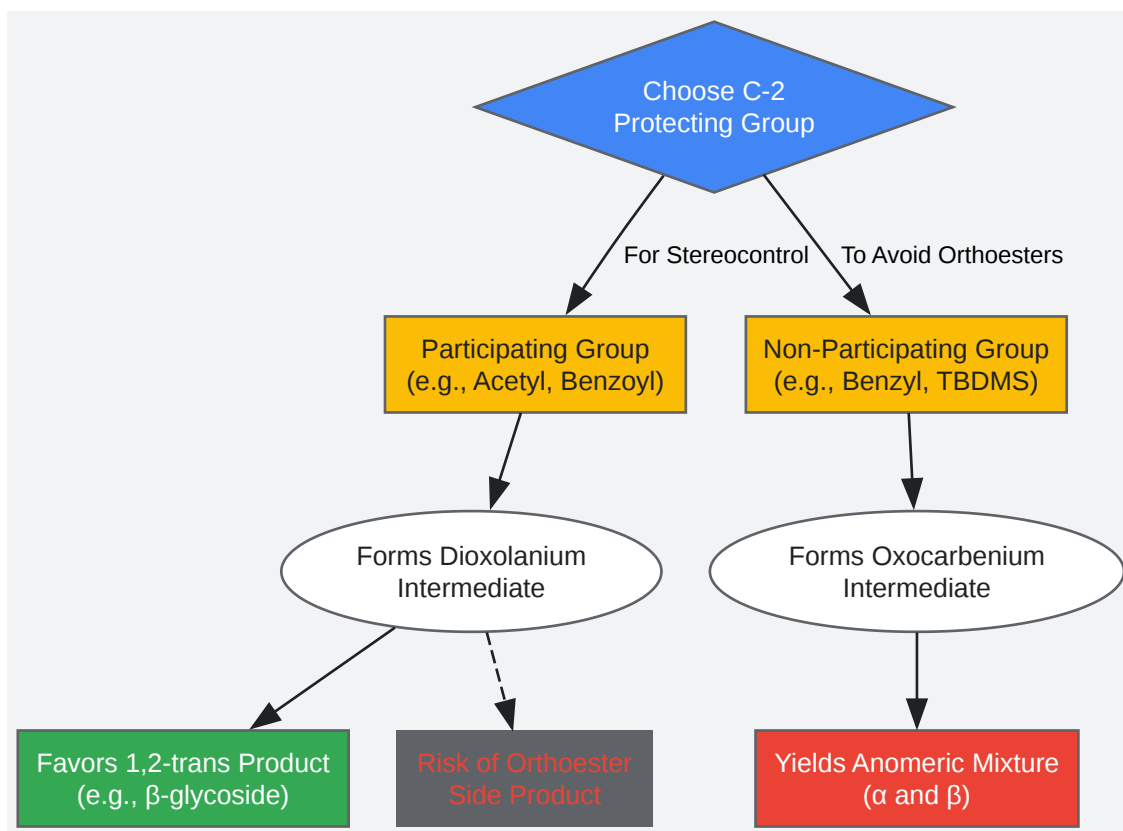 Choose C-2
Protecting Group
For Stereocontrol
To Avoid Orthoesters
Participating Group
(e.g., Acetyl, Benzoyl)
Non-Participating Group
(e.g., Benzyl, TBDMS)
Forms Dioxolanium
Intermediate
Forms Oxocarbenium
Intermediate
Favors 1,2-trans Product
(e.g., β-glycoside)
Risk of Orthoester
Side Product
Yields Anomeric Mixture
(α and β)